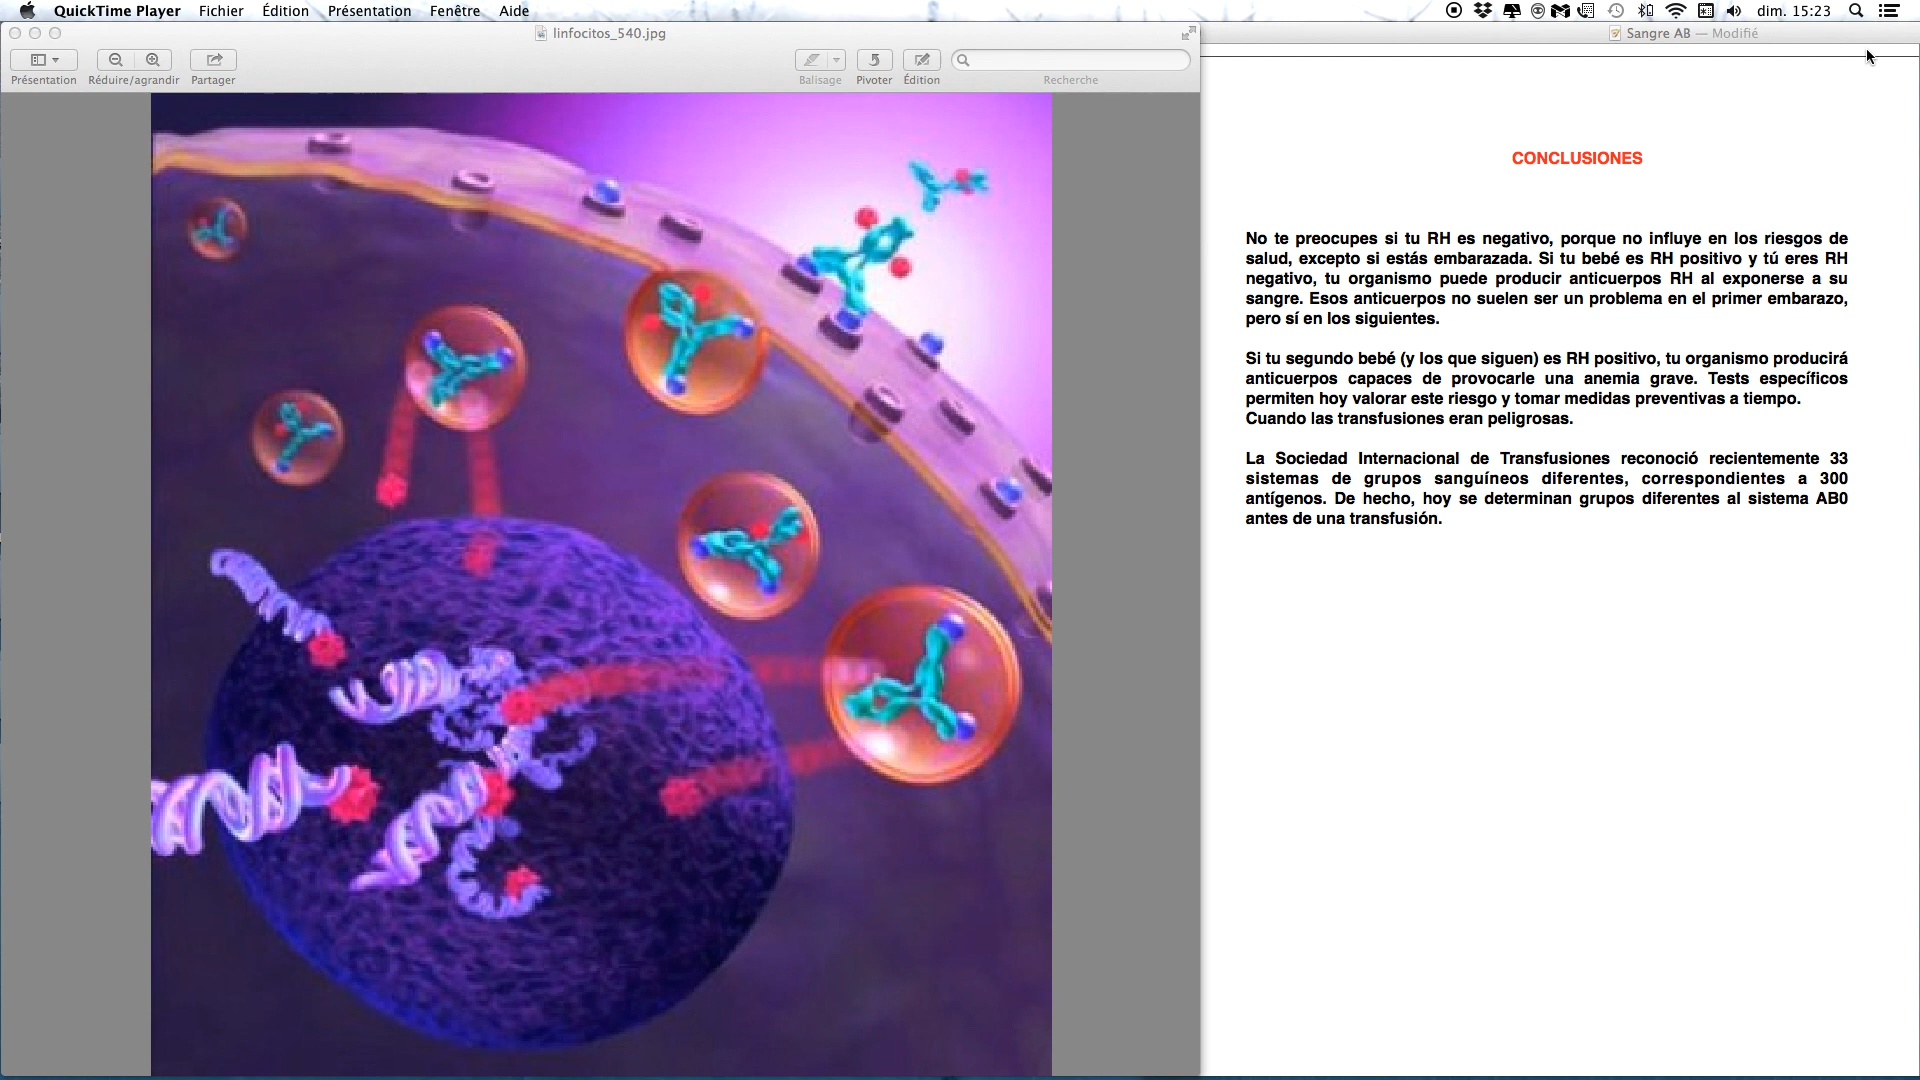 QuickTime Player Fichier Édition Présentation Fenêtre Aide dim. 15:23
linfocitos_540.jpg
Présentation Réduire/agrandir Partager Balisage Pivoter Édition Recherche
Sangre AB — Modifié
CONCLUSIONES
No te preocupes si tu RH es negativo, porque no influye en los riesgos de
salud, excepto si estás embarazada. Si tu bebé es RH positivo y tú eres RH
negativo, tu organismo puede producir anticuerpos RH al exponerse a su
sangre. Esos anticuerpos no suelen ser un problema en el primer embarazo,
pero sí en los siguientes.
Si tu segundo bebé (y los que siguen) es RH positivo, tu organismo producirá
anticuerpos capaces de provocarle una anemia grave. Tests específicos
permiten hoy valorar este riesgo y tomar medidas preventivas a tiempo.
Cuando las transfusiones eran peligrosas.
La Sociedad Internacional de Transfusiones reconoció recientemente 33
sistemas de grupos sanguíneos diferentes, correspondientes a 300
antígenos. De hecho, hoy se determinan grupos diferentes al sistema AB0
antes de una transfusión.